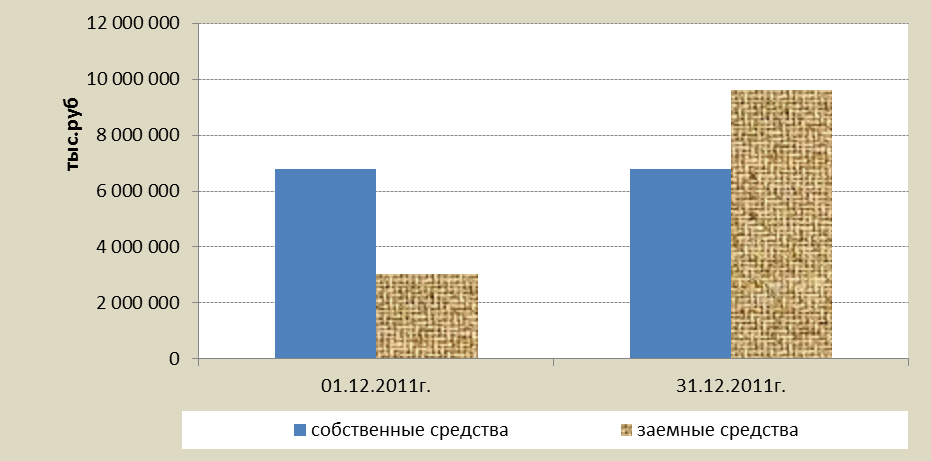 тыс.руб
12 000 000
10 000 000
8 000 000
6 000 000
4 000 000
2 000 000
0
01.12.2011г.
31.12.2011г.
собственные средства
заемные средства